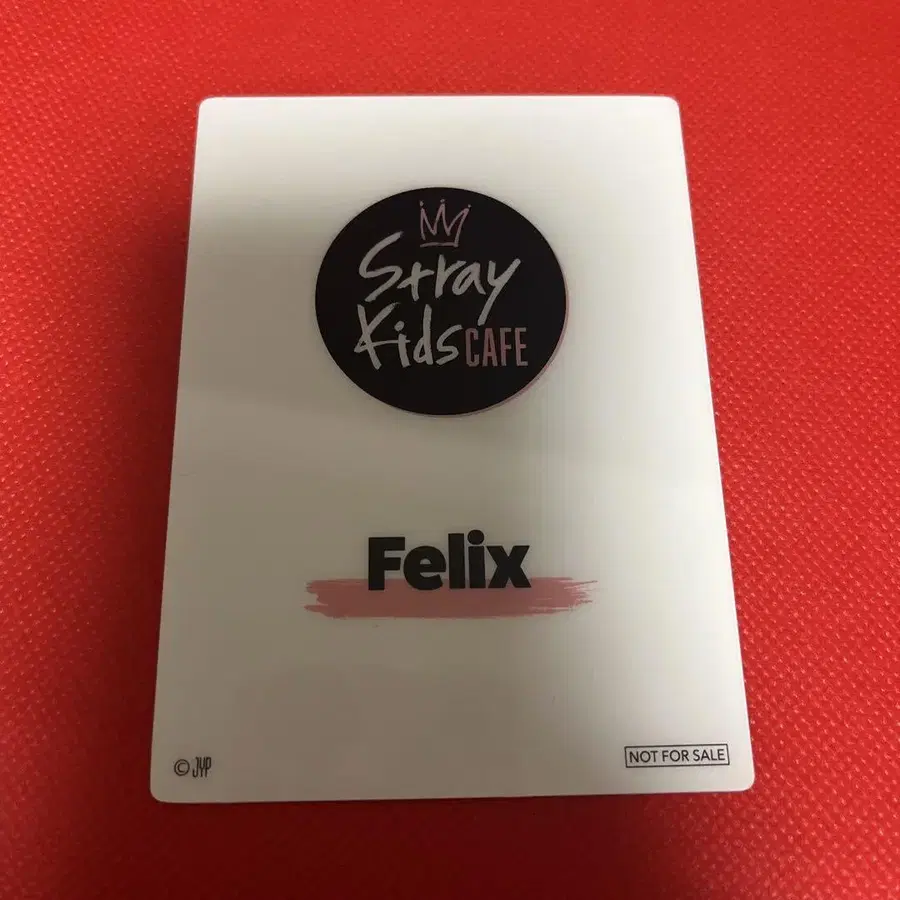 Stray
Kids CAFE
Felix
© JYP
NOT FOR SALE